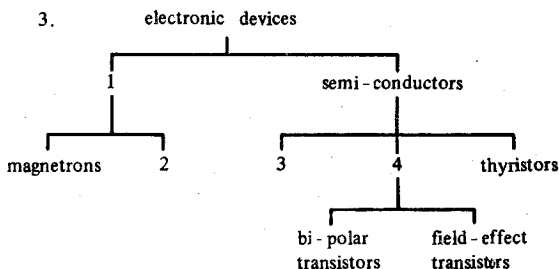 3.
electronic devices
1
semi-conductors
magnetrons 2 3 4 thyristors
bi-polar field-effect
transistors transistors